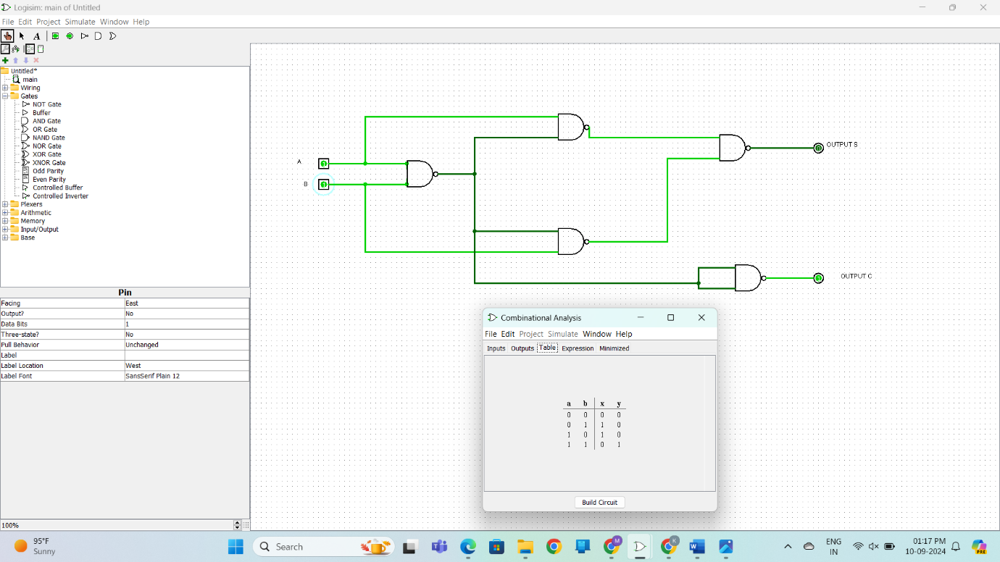 Logisim: main of Untitled
File Edit Project Simulate Window Help
A
Untitled*
main
Wiring
Gates
NOT Gate
Buffer
AND Gate
OR Gate
NAND Gate
NOR Gate
XOR Gate
XNOR Gate
Odd Parity
Even Parity
Controlled Buffer
Controlled Inverter
Plexers
Arithmetic
Memory
Input/Output
Base
Pin
Facing East
Output? No
Data Bits 1
Three-state? No
Pull Behavior Unchanged
Label
Label Location West
Label Font SansSerif Plain 12
100%
A 1
B 1
0 OUTPUT S
1 OUTPUT C
Combinational Analysis
File Edit Project Simulate Window Help
Inputs Outputs Table Expression Minimized
a b x y
0 0 0 0
0 1 1 0
1 0 1 0
1 1 0 1
Build Circuit
95°F
Sunny
Search
M
K
PRE
ENG
IN
01:17 PM
10-09-2024